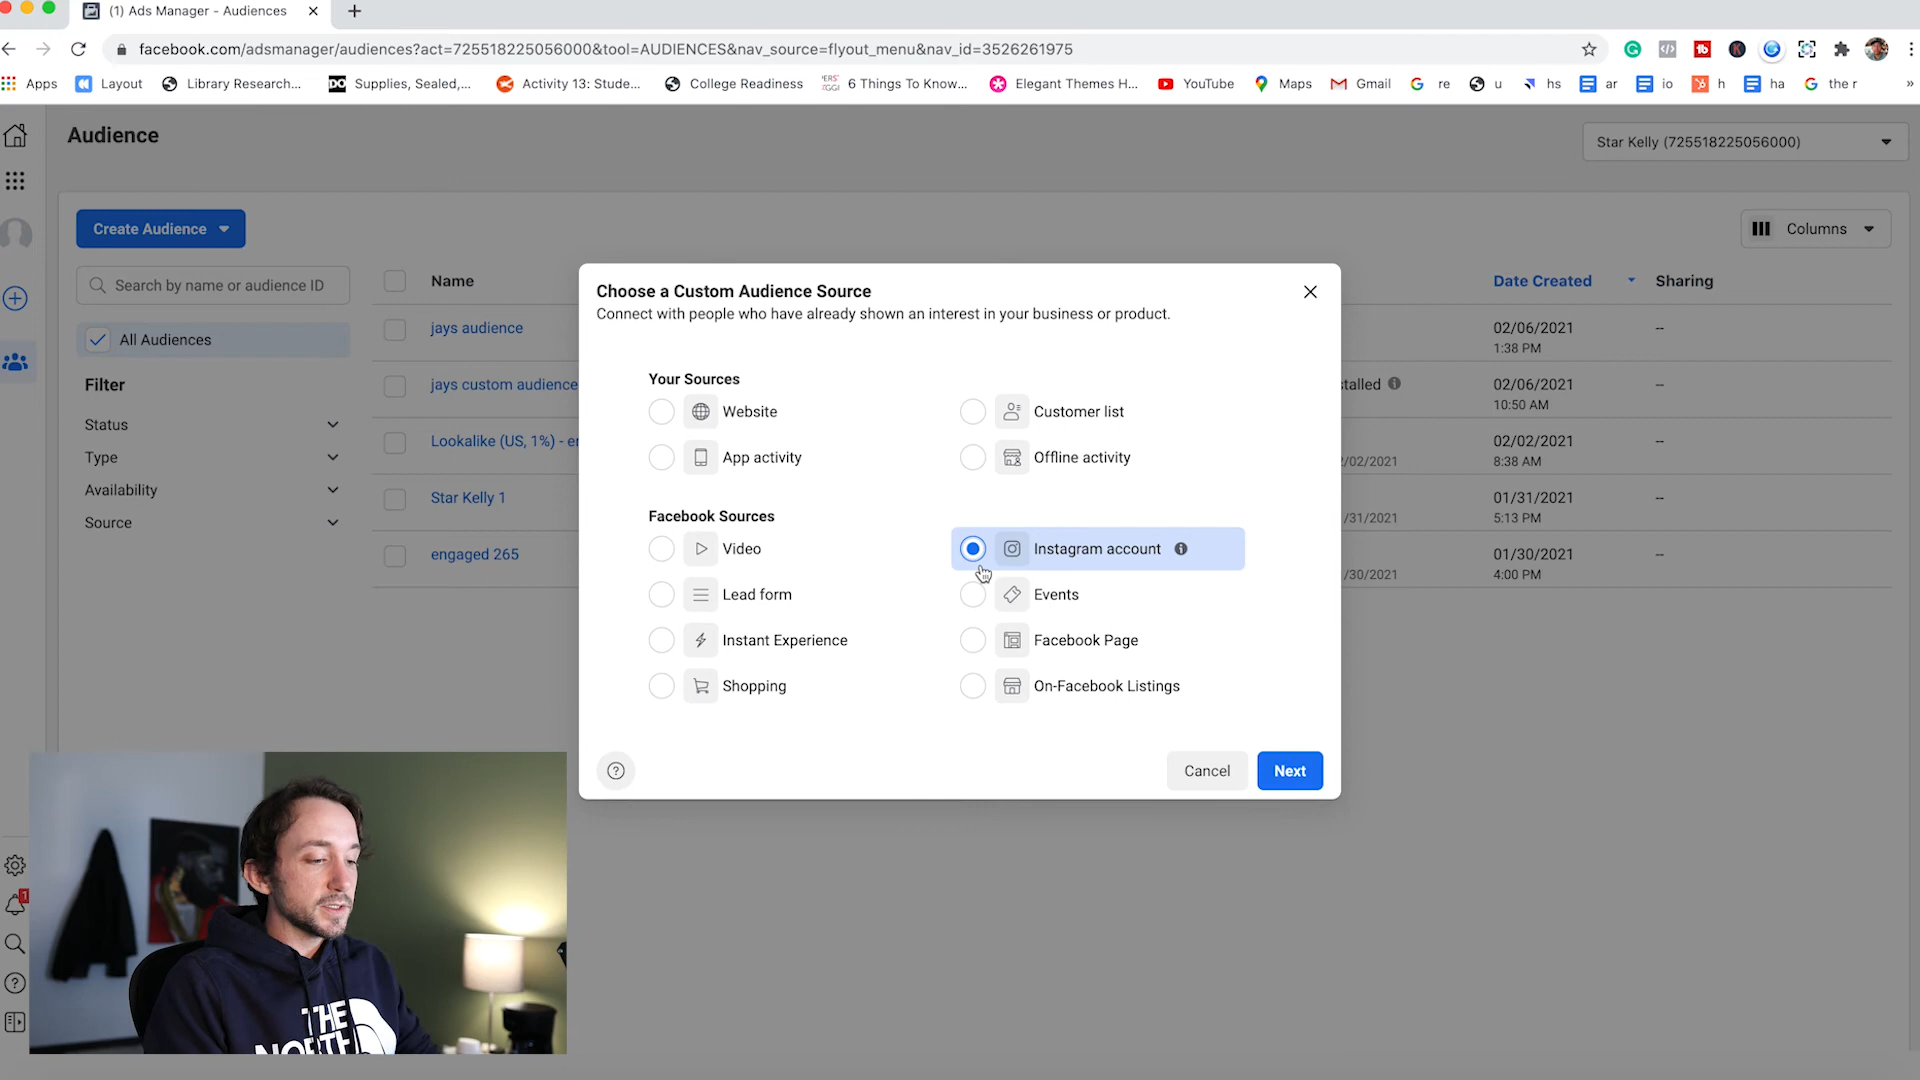 (1) Ads Manager - Audiences
facebook.com/adsmanager/audiences?act=725518225056000&tool=AUDIENCES&nav_source=flyout_menu&nav_id=3526261975
Apps Layout Library Research... DO Supplies, Sealed,... Activity 13: Stude... College Readiness 6 Things To Know... Elegant Themes H... YouTube Maps Gmail re u hs ar io h ha the r
Audience
Star Kelly (725518225056000)
Create Audience
Columns
Search by name or audience ID
Name
Date Created
Sharing
All Audiences
Filter
Status
Type
Availability
Source
jays audience
02/06/2021
1:38 PM
--
jays custom audience
stalled
02/06/2021
10:50 AM
--
Lookalike (US, 1%) - en
2/02/2021
02/02/2021
8:38 AM
--
Star Kelly 1
/31/2021
01/31/2021
5:13 PM
--
engaged 265
/30/2021
01/30/2021
4:00 PM
--
Choose a Custom Audience Source
Connect with people who have already shown an interest in your business or product.
Your Sources
Website
Customer list
App activity
Offline activity
Facebook Sources
Video
Instagram account
Lead form
Events
Instant Experience
Facebook Page
Shopping
On-Facebook Listings
Cancel
Next
1
THE
NORTH